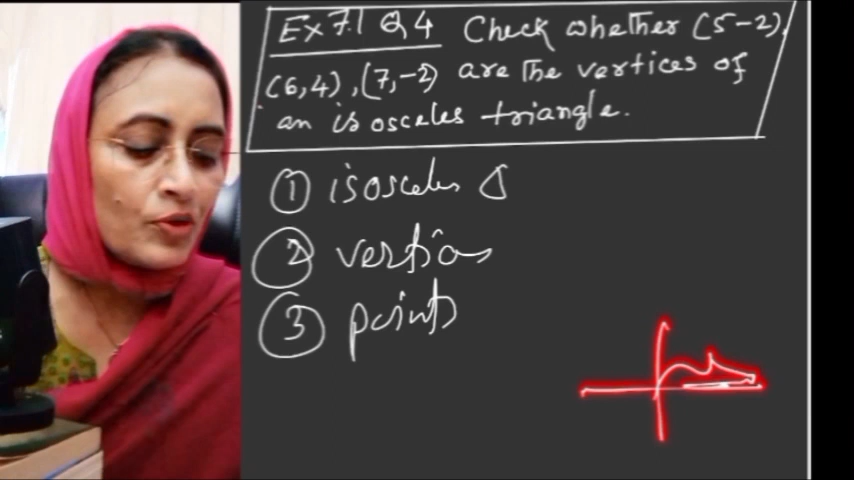 Ex 7.1 Q 4 Check whether (5-2),
(6,4), (7,-2) are the vertices of
an isosceles triangle.
① isosceles Δ
② vertices
③ points